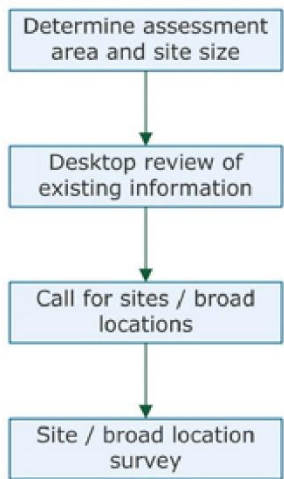 Determine assessment
area and site size
Desktop review of
existing information
Call for sites / broad
locations
Site / broad location
survey